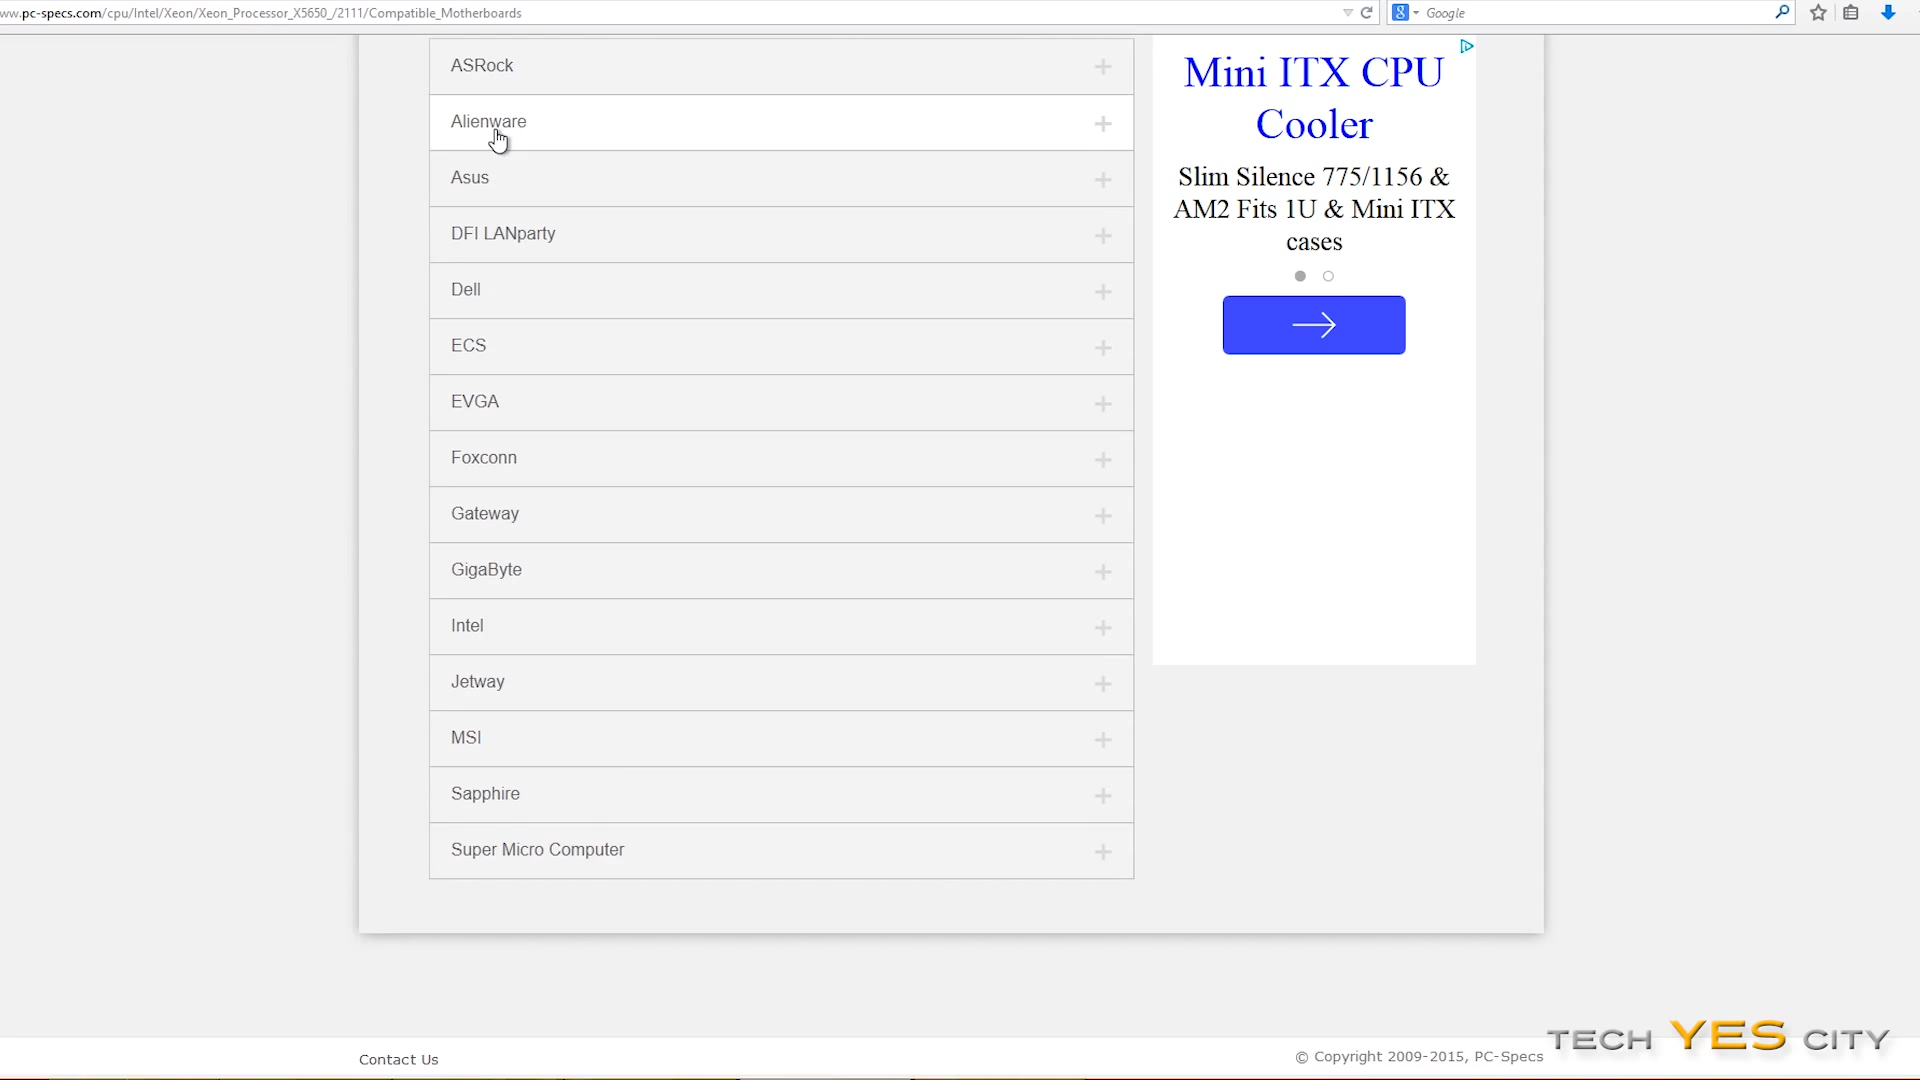 ww.pc-specs.com/cpu/Intel/Xeon/Xeon_Processor_X5650_/2111/Compatible_Motherboards
8
Google
ASRock
Alienware
Asus
DFI LANparty
Dell
ECS
EVGA
Foxconn
Gateway
GigaByte
Intel
Jetway
MSI
Sapphire
Super Micro Computer
Mini ITX CPU
Cooler
Slim Silence 775/1156 &
AM2 Fits 1U & Mini ITX
cases
Contact Us
© Copyright 2009-2015, PC-Specs
TECH YES CITY